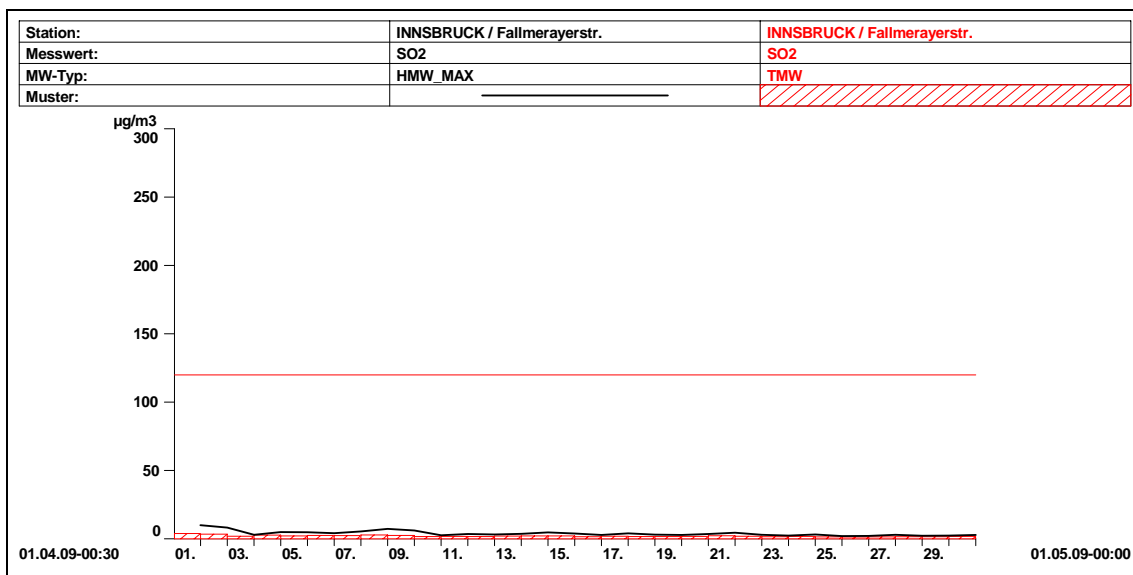 Station: INNSBRUCK / Fallmerayerstr. INNSBRUCK / Fallmerayerstr.
Messwert: SO2 SO2
MW-Typ: HMW_MAX TMW
Muster:
µg/m3
300
250
200
150
100
50
0
01.04.09-00:30 01. 03. 05. 07. 09. 11. 13. 15. 17. 19. 21. 23. 25. 27. 29. 01.05.09-00:00